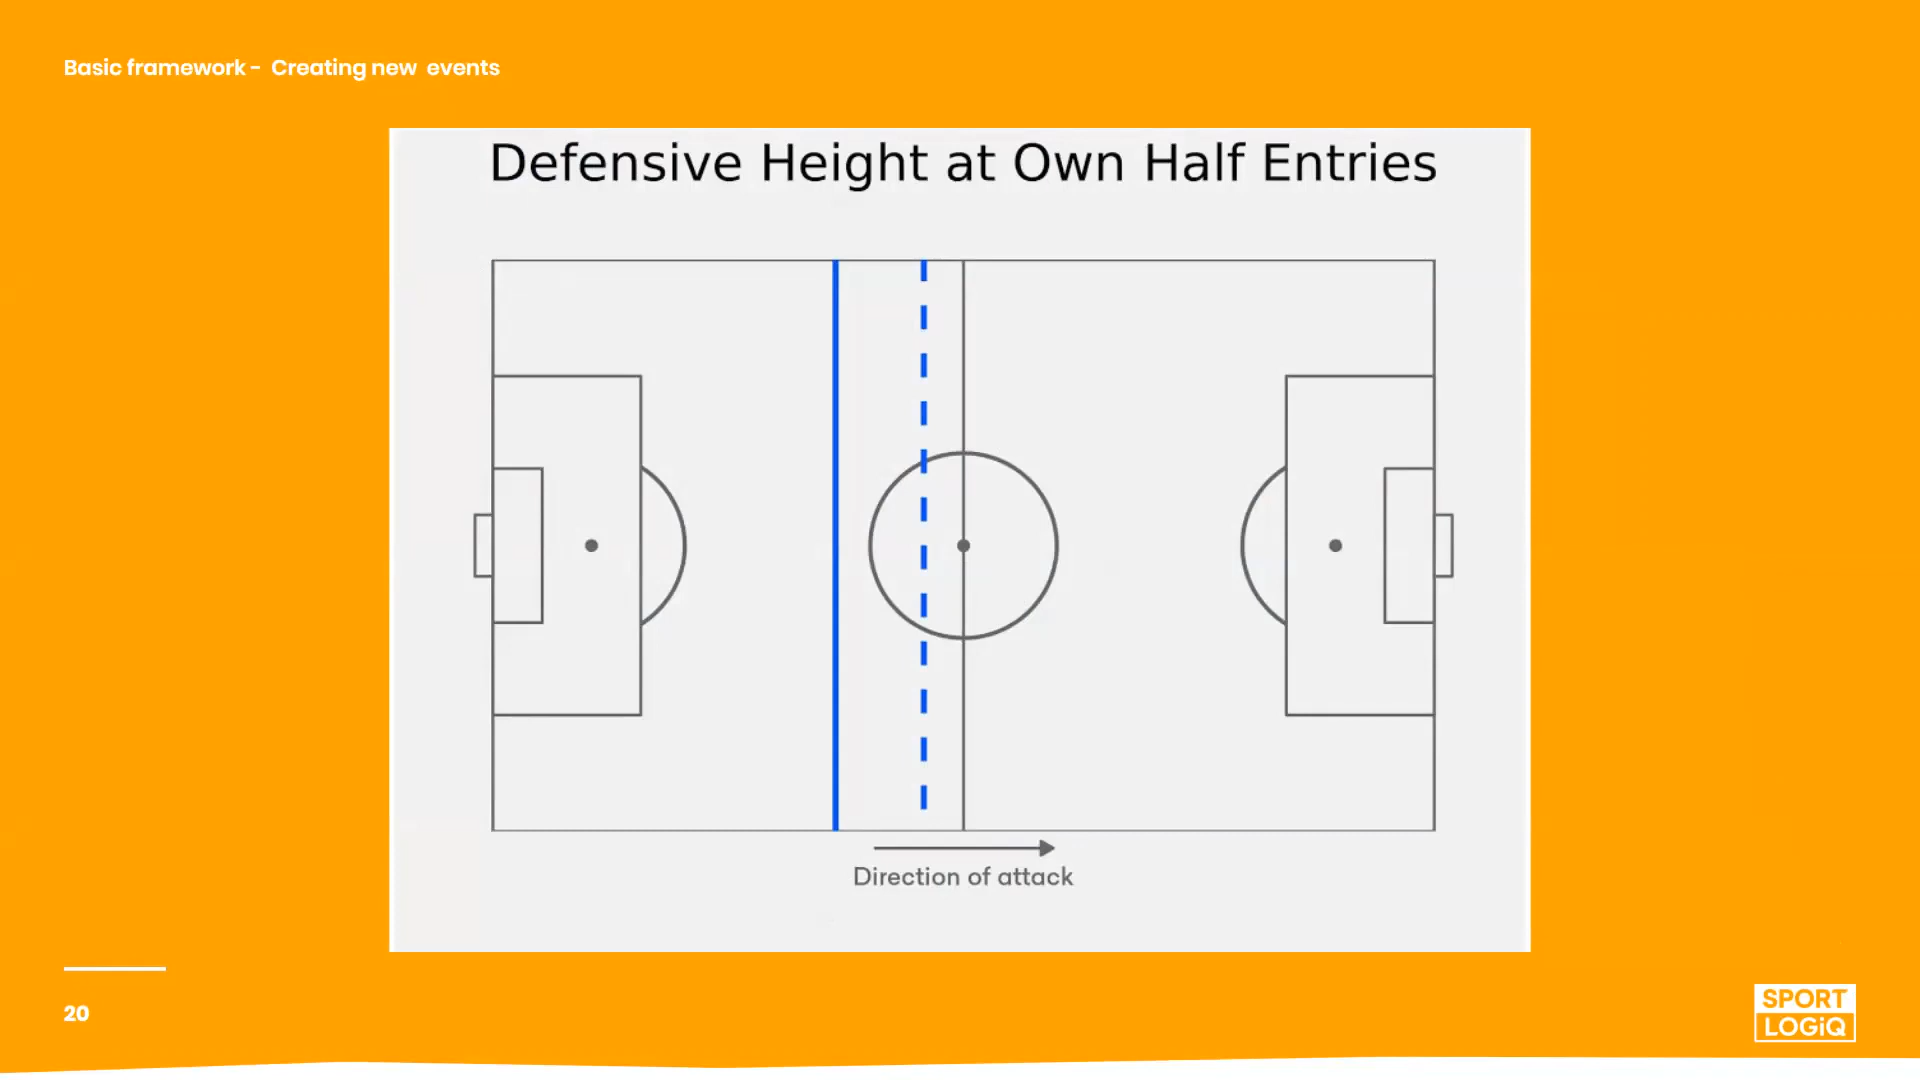 Basic framework - Creating new events
Defensive Height at Own Half Entries
Direction of attack
20
SPORT
LOGiQ